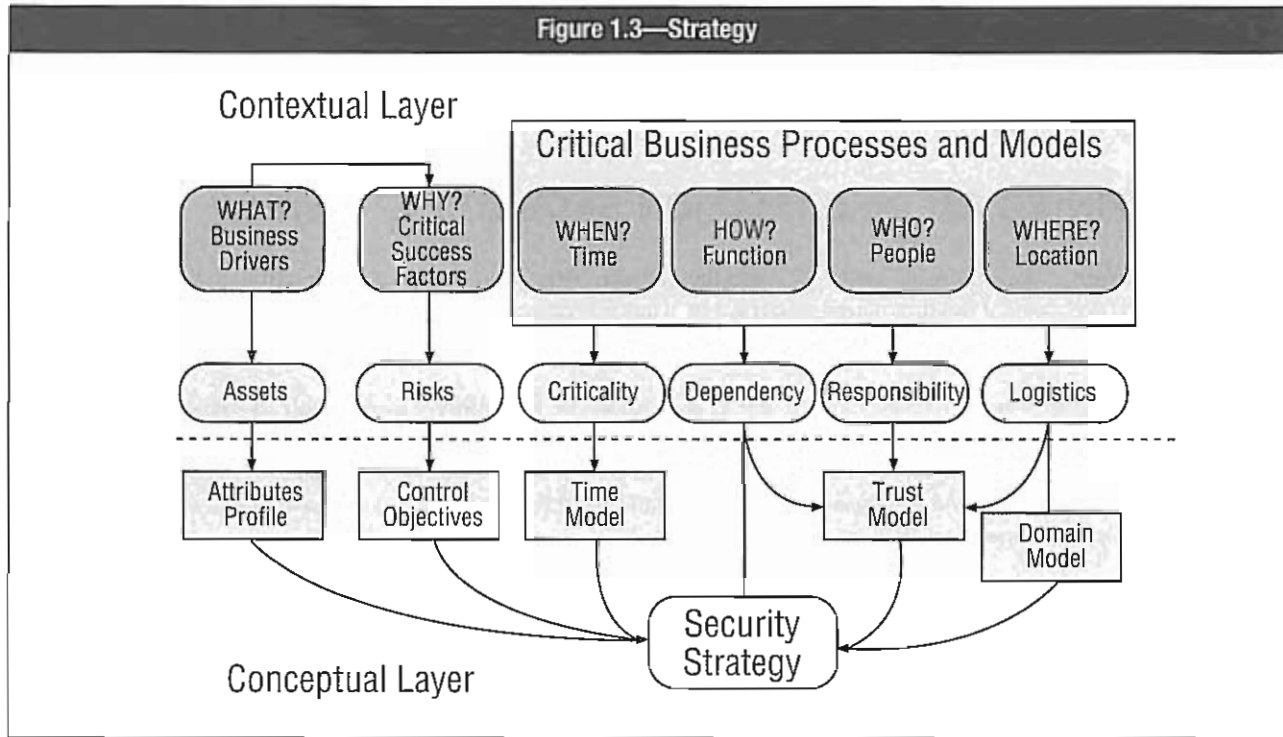 Figure 1.3—Strategy
Contextual Layer
Critical Business Processes and Models
WHAT?
Business
Drivers
WHY?
Critical
Success
Factors
WHEN?
Time
HOW?
Function
WHO?
People
WHERE?
Location
Assets
Risks
Criticality
Dependency
Responsibility
Logistics
Attributes
Profile
Control
Objectives
Time
Model
Trust
Model
Domain
Model
Security
Strategy
Conceptual Layer